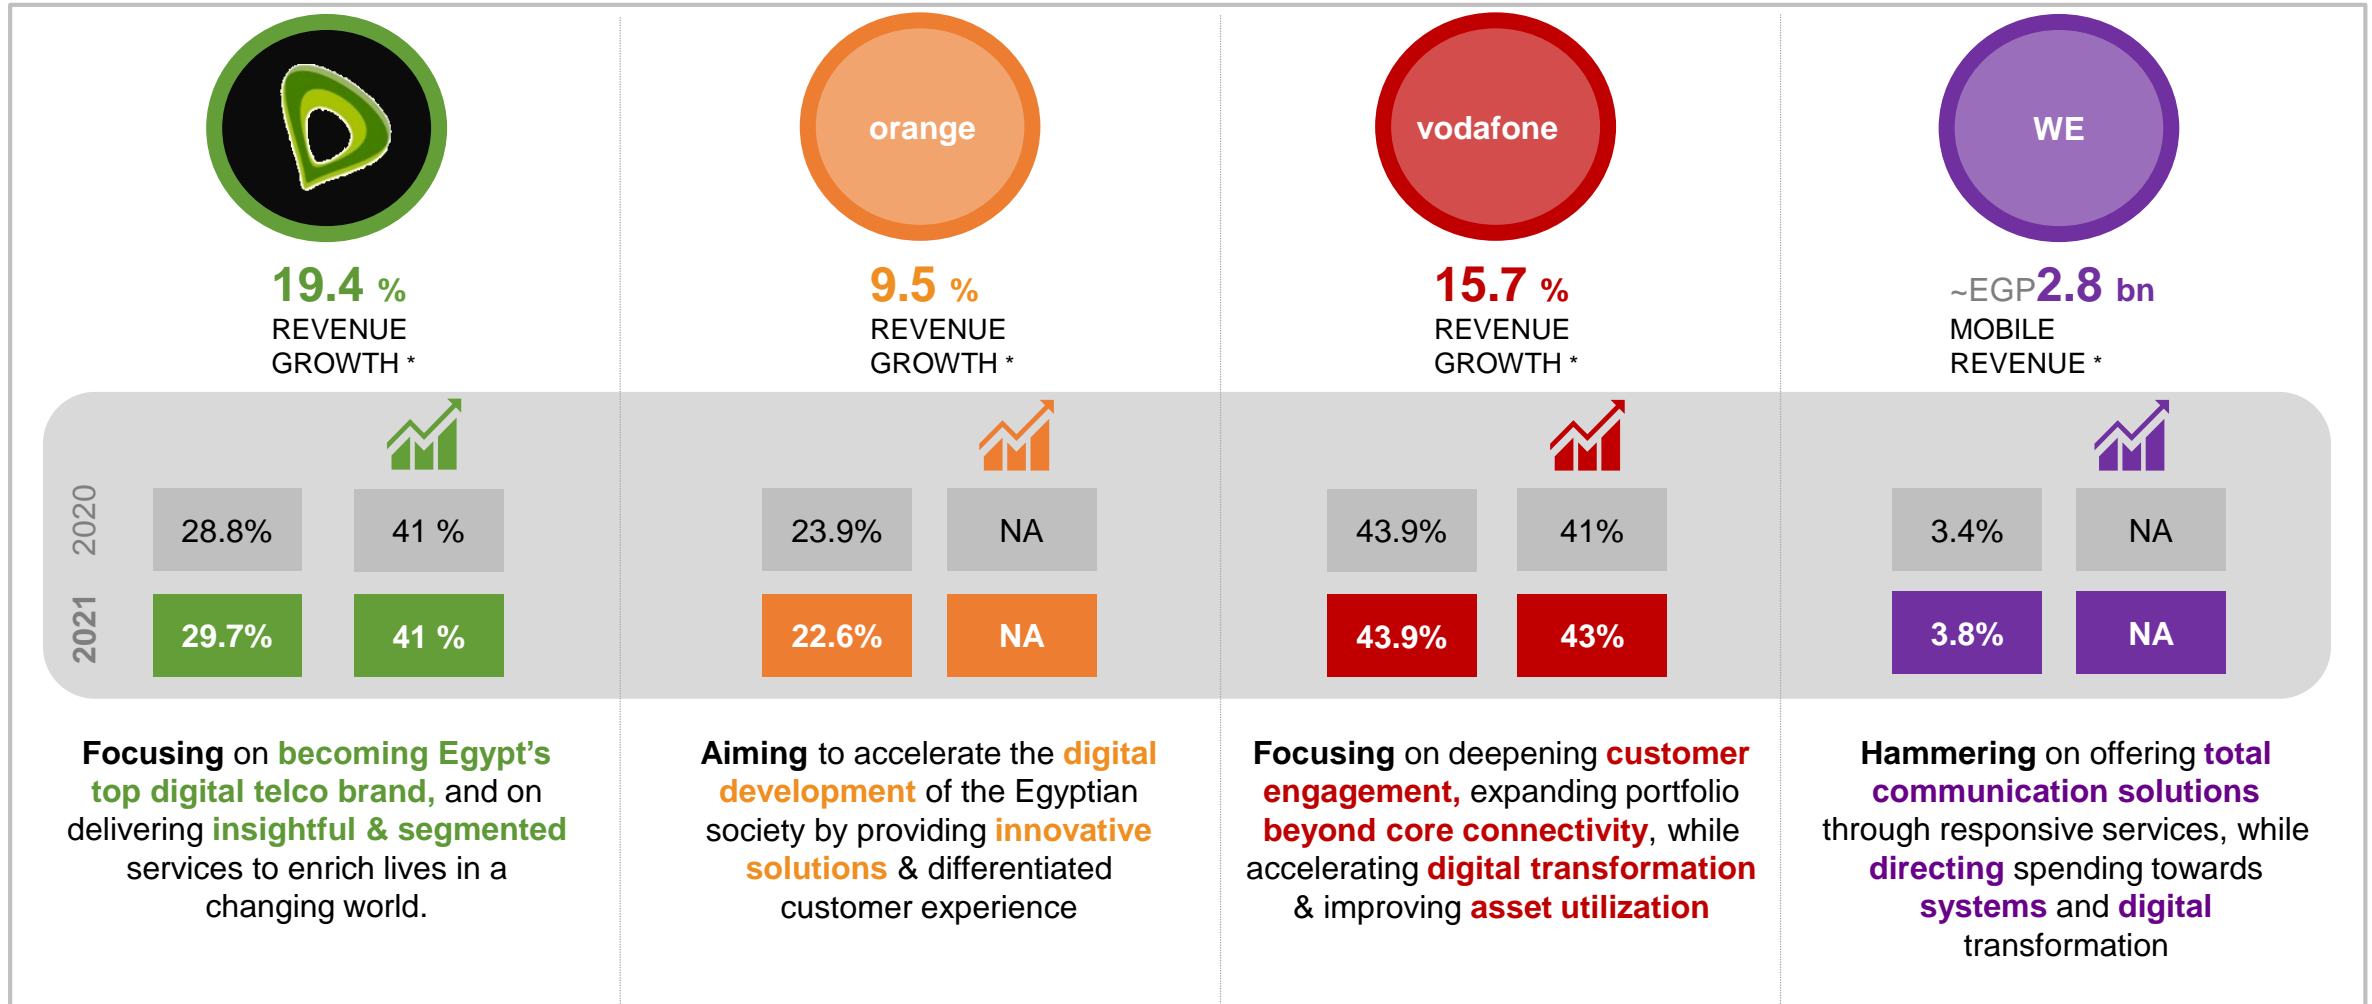 orange
vodafone
WE
19.4 %
REVENUE
GROWTH *
9.5 %
REVENUE
GROWTH *
15.7 %
REVENUE
GROWTH *
~EGP2.8 bn
MOBILE
REVENUE *
2020
28.8%
41 %
23.9%
NA
43.9%
41%
3.4%
NA
2021
29.7%
41 %
22.6%
NA
43.9%
43%
3.8%
NA
Focusing on becoming Egypt’s
top digital telco brand, and on
delivering insightful & segmented
services to enrich lives in a
changing world.
Aiming to accelerate the digital
development of the Egyptian
society by providing innovative
solutions & differentiated
customer experience
Focusing on deepening customer
engagement, expanding portfolio
beyond core connectivity, while
accelerating digital transformation
& improving asset utilization
Hammering on offering total
communication solutions
through responsive services, while
directing spending towards
systems and digital
transformation